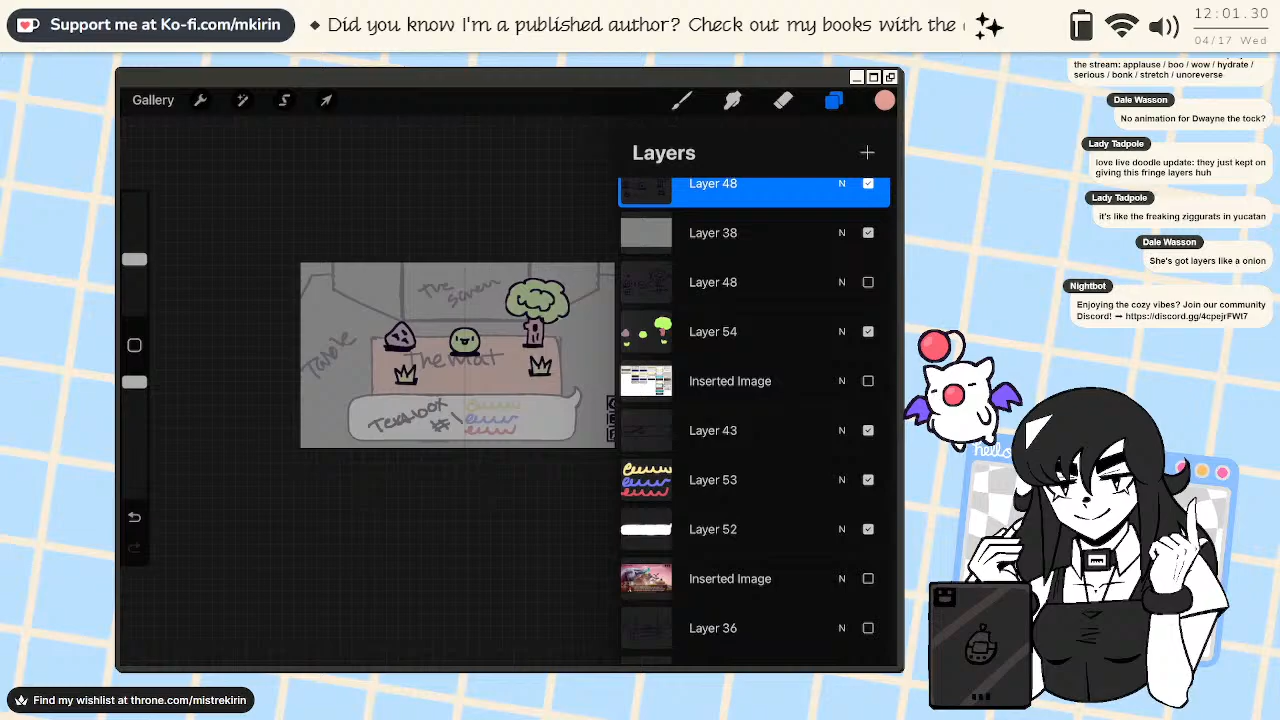 Support me at Ko-fi.com/mkirin
Did you know I'm a published author? Check out my books with the
12:01.30
04/17 Wed
the stream: applause / boo / wow / hydrate /
serious / bonk / stretch / unreverse
Dale Wasson
No animation for Dwayne the tock?
Lady Tadpole
love live doodle update: they just kept on
giving this fringe layers huh
Lady Tadpole
it's like the freaking ziggurats in yucatan
Dale Wasson
She's got layers like a onion
Nightbot
Enjoying the cozy vibes? Join our community
Discord! ➡ https://discord.gg/4cpejrFWt7
Gallery
Layers
Layer 48 N
Layer 38 N
Layer 48 N
Layer 54 N
Inserted Image N
Layer 43 N
Layer 53 N
Layer 52 N
Inserted Image N
Layer 36 N
The screen
Table
the mat
Textbox
#1
hello
Find my wishlist at throne.com/mistrekirin